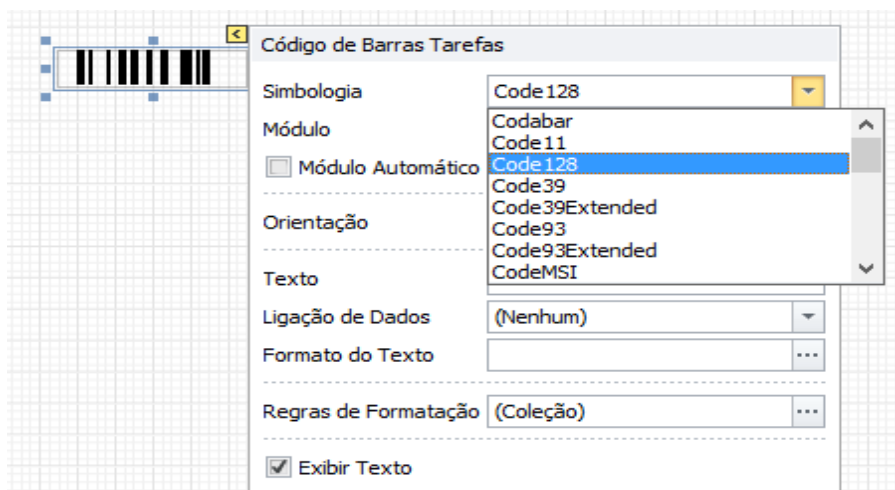 Código de Barras Tarefas
Simbologia Code128
Codabar
Módulo
Code11
Módulo Automático Code128
Code39
Code39Extended
Orientação
Code93
Code93Extended
Texto
CodeMSI
Ligação de Dados (Nenhum)
Formato do Texto
Regras de Formatação (Coleção)
Exibir Texto